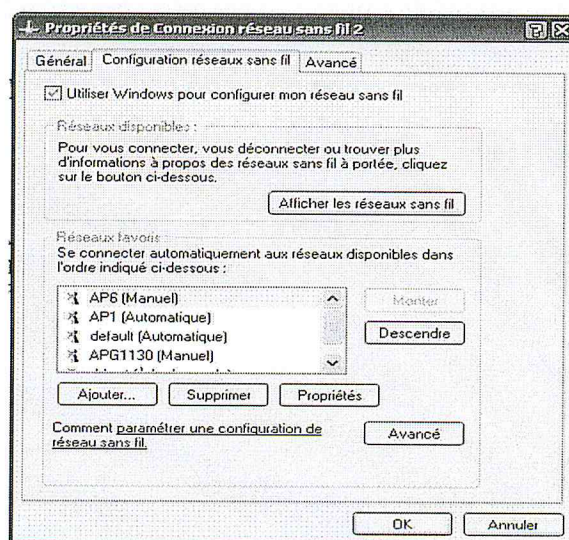 Propriétés de Connexion réseau sans fil 2
Général
Configuration réseaux sans fil
Avancé
Utiliser Windows pour configurer mon réseau sans fil
Réseaux disponibles :
Pour vous connecter, vous déconnecter ou trouver plus
d'informations à propos des réseaux sans fil à portée, cliquez
sur le bouton ci-dessous.
Afficher les réseaux sans fil
Réseaux favoris :
Se connecter automatiquement aux réseaux disponibles dans
l'ordre indiqué ci-dessous :
AP6 (Manuel)
AP1 (Automatique)
default (Automatique)
APG1130 (Manuel)
Monter
Descendre
Ajouter...
Supprimer
Propriétés
Comment paramétrer une configuration de
réseau sans fil.
Avancé
OK
Annuler